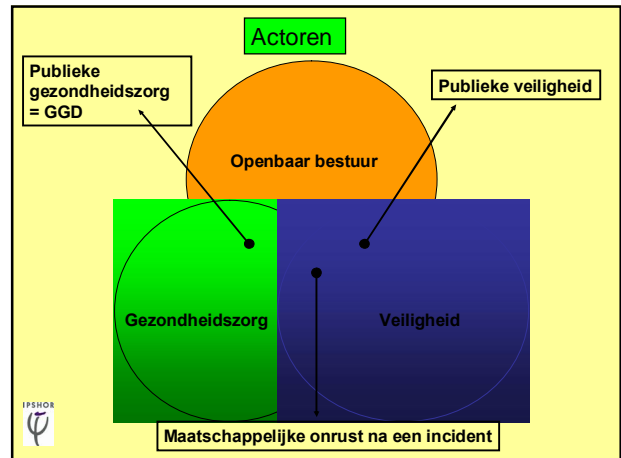 Actoren
Publieke
gezondheidszorg
= GGD
Publieke veiligheid
Openbaar bestuur
Gezondheidszorg
Veiligheid
IPSHOR
Maatschappelijke onrust na een incident